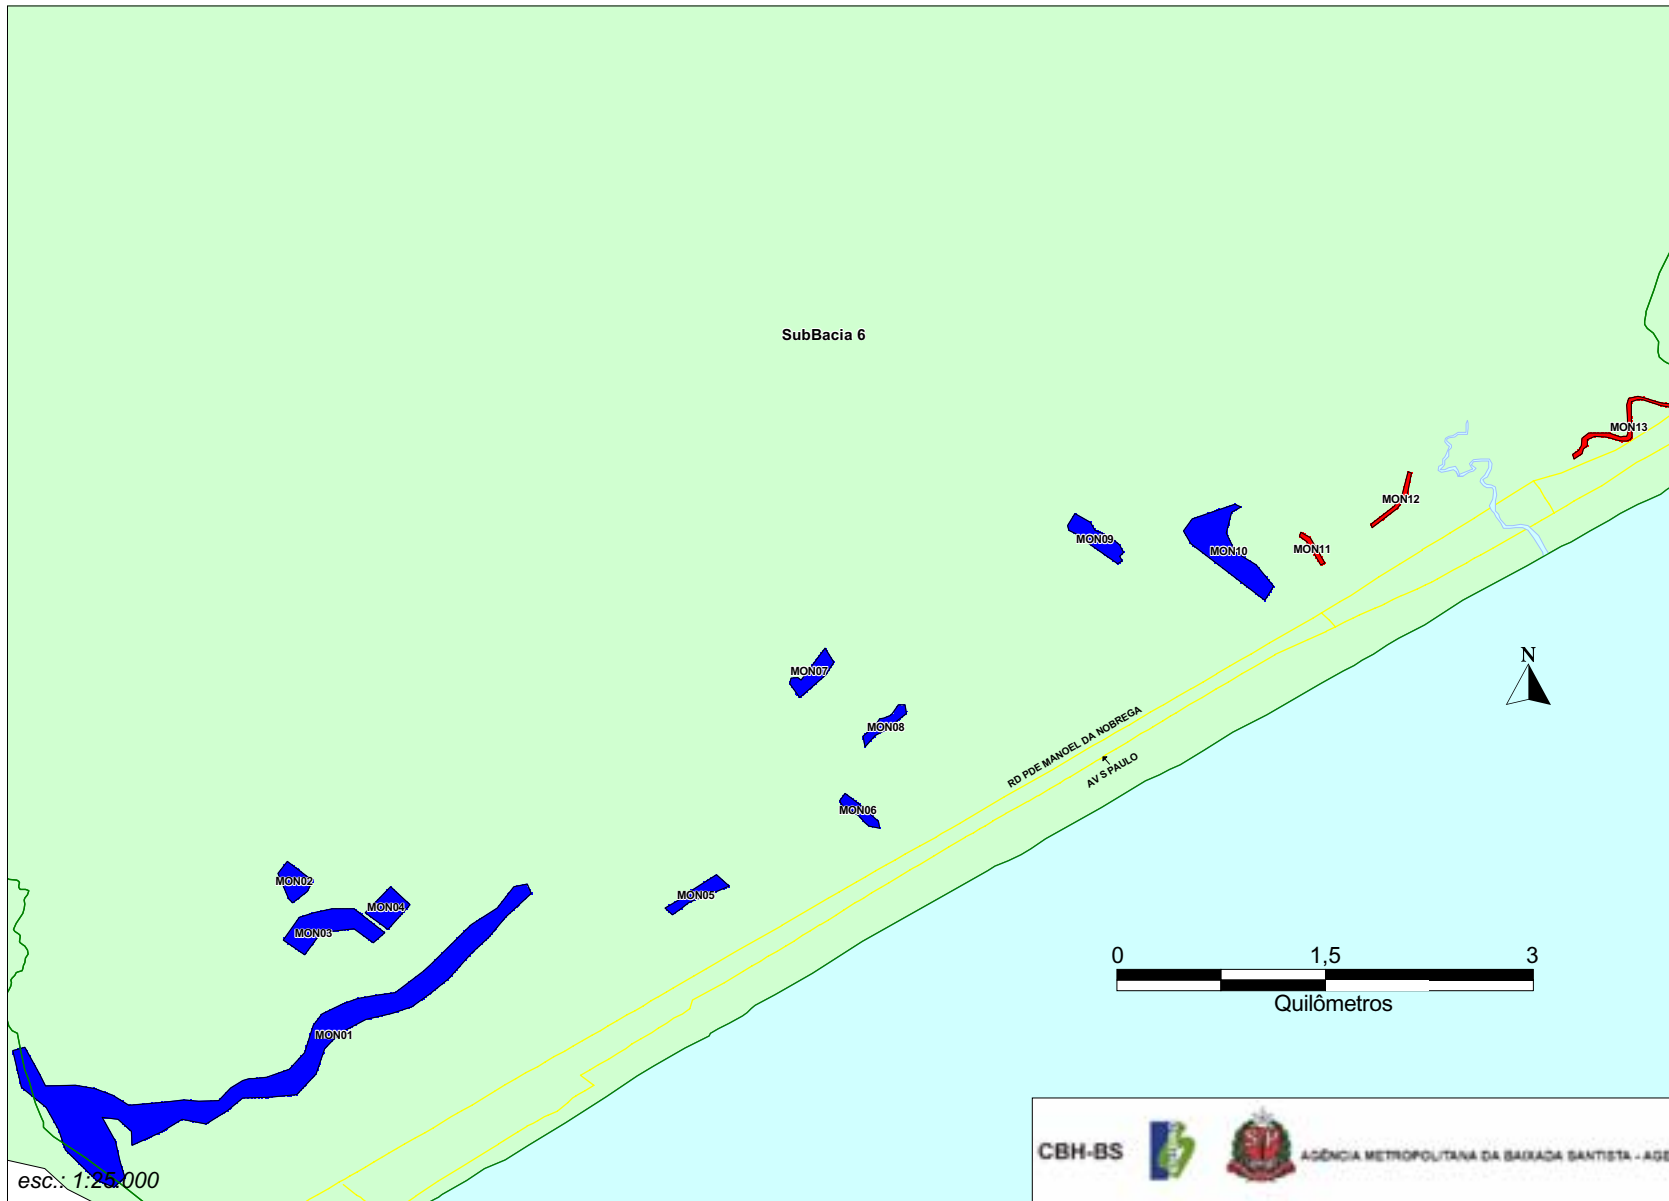 SubBacia 6
MON13
MON12
MON11
MON09
MON10
MON07
MON08
N
RD PDE MANOEL DA NOBREGA
AV S PAULO
MON06
MON02
MON05
MON04
MON03
0 1,5 3
Quilômetros
MON01
CBH-BS
AGÊNCIA METROPOLITANA DA BAIXADA SANTISTA - AGE
esc.: 1:25.000